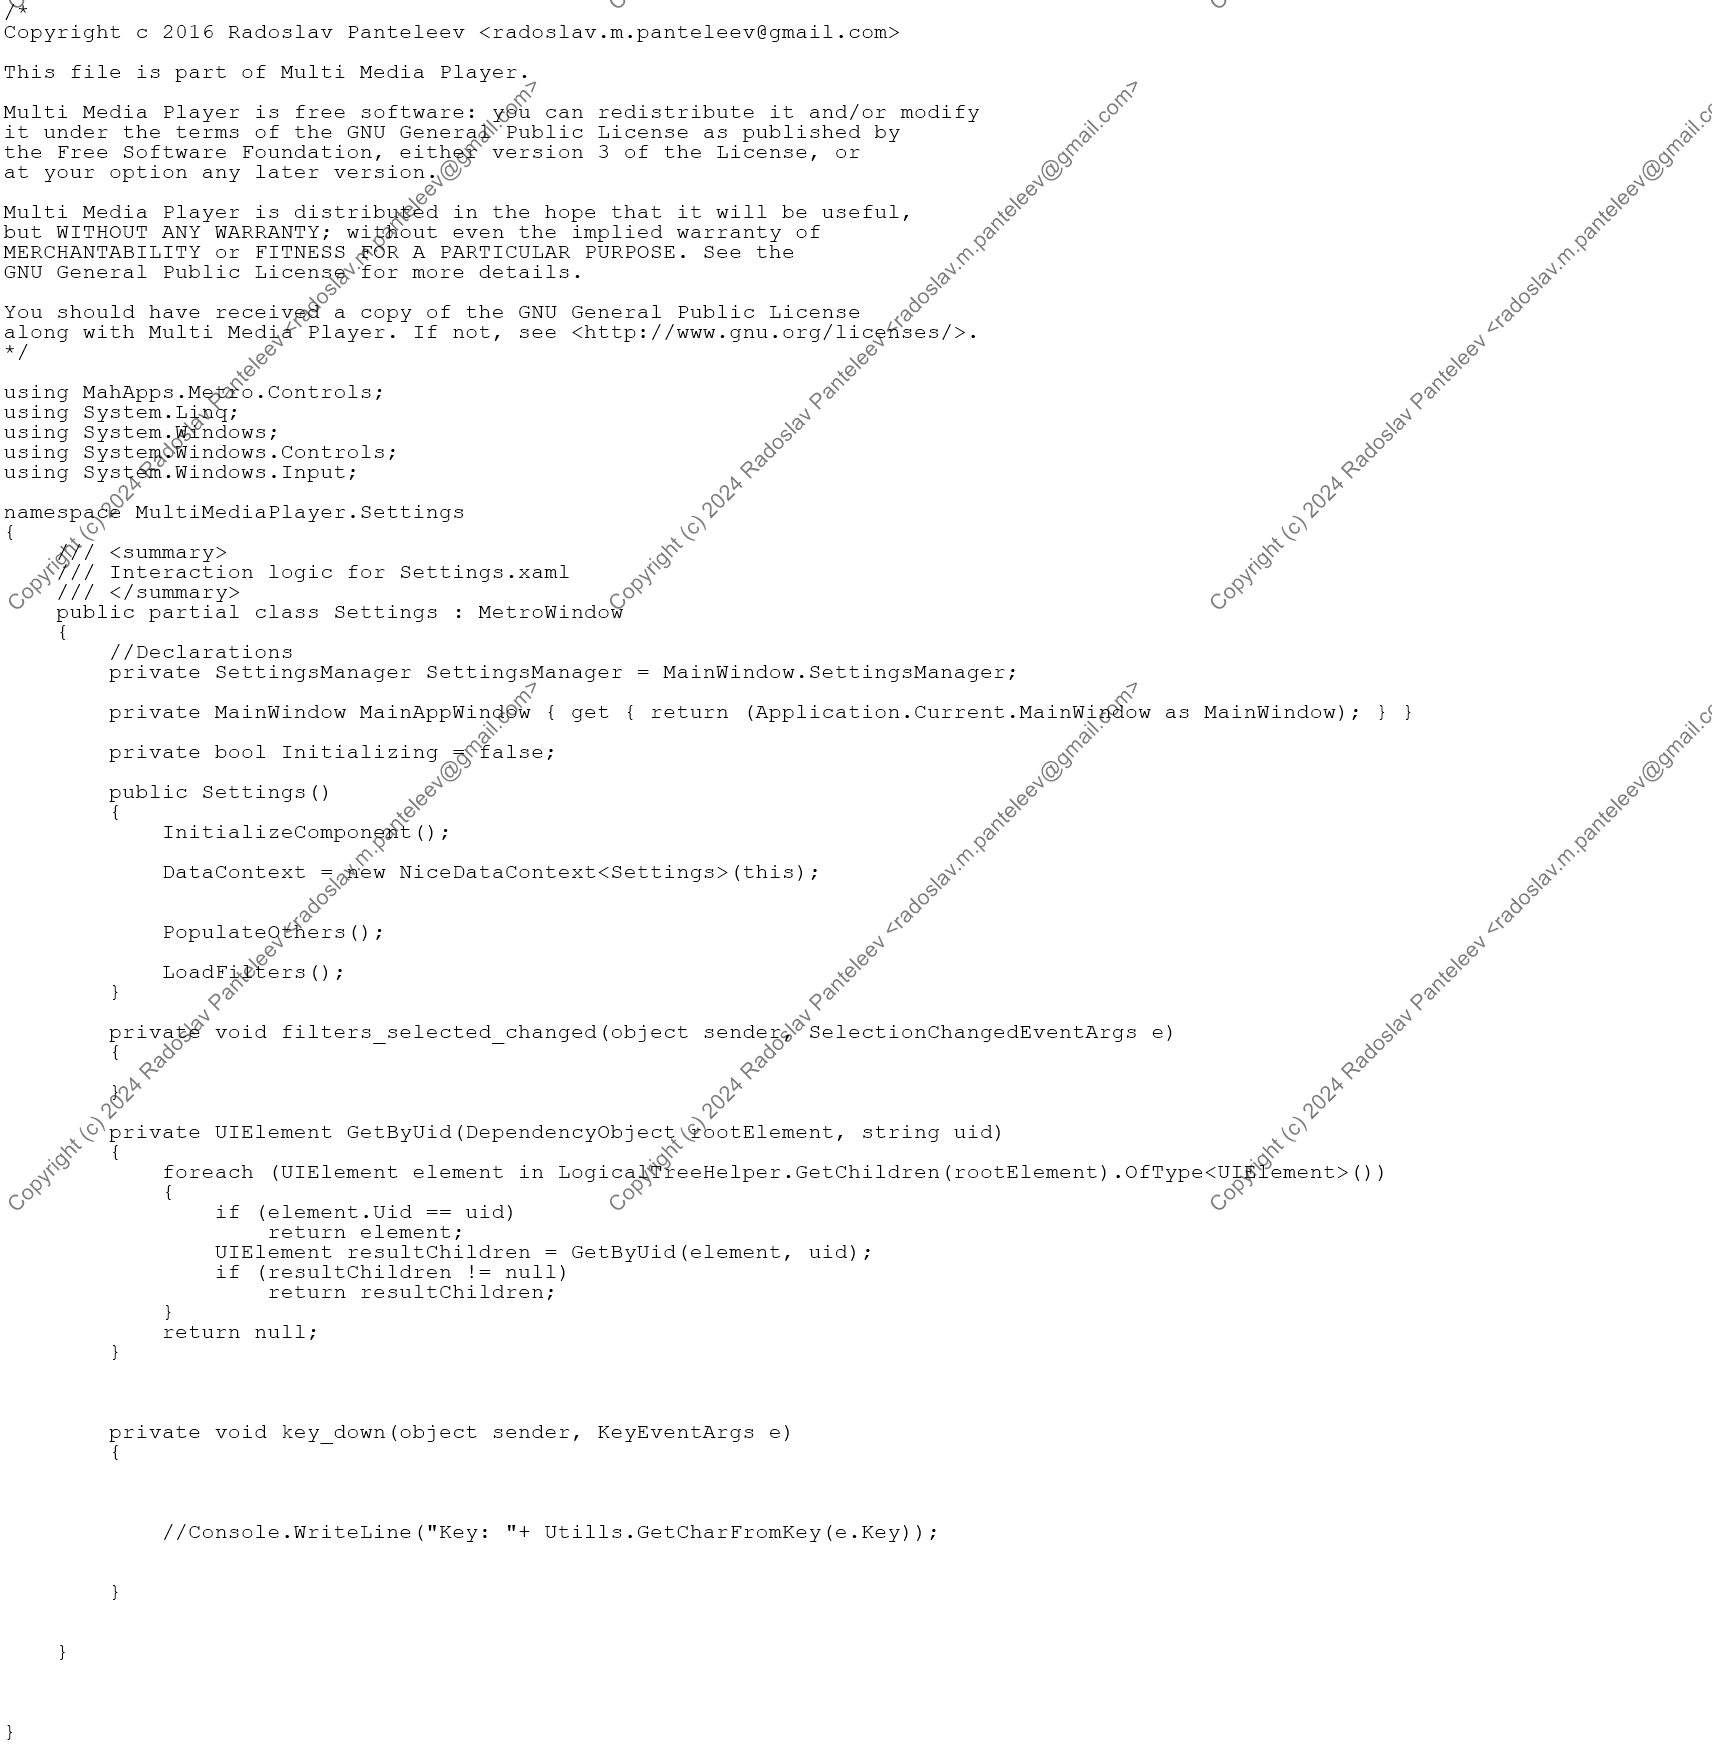 /*
Copyright c 2016 Radoslav Panteleev <radoslav.m.panteleev@gmail.com>

This file is part of Multi Media Player.

Multi Media Player is free software: you can redistribute it and/or modify
it under the terms of the GNU General Public License as published by
the Free Software Foundation, either version 3 of the License, or
at your option any later version.

Multi Media Player is distributed in the hope that it will be useful,
but WITHOUT ANY WARRANTY; without even the implied warranty of
MERCHANTABILITY or FITNESS FOR A PARTICULAR PURPOSE. See the
GNU General Public License for more details.

You should have received a copy of the GNU General Public License
along with Multi Media Player. If not, see <http://www.gnu.org/licenses/>.
*/

using MahApps.Metro.Controls;
using System.Linq;
using System.Windows;
using System.Windows.Controls;
using System.Windows.Input;

namespace MultiMediaPlayer.Settings
{
    /// <summary>
    /// Interaction logic for Settings.xaml
    /// </summary>
    public partial class Settings : MetroWindow
    {
        //Declarations
        private SettingsManager SettingsManager = MainWindow.SettingsManager;

        private MainWindow MainAppWindow { get { return (Application.Current.MainWindow as MainWindow); } }

        private bool Initializing = false;

        public Settings()
        {
            InitializeComponent();

            DataContext = new NiceDataContext<Settings>(this);


            PopulateOthers();

            LoadFilters();
        }

        private void filters_selected_changed(object sender, SelectionChangedEventArgs e)
        {

        }

        private UIElement GetByUid(DependencyObject rootElement, string uid)
        {
            foreach (UIElement element in LogicalTreeHelper.GetChildren(rootElement).OfType<UIElement>())
            {
                if (element.Uid == uid)
                    return element;
                UIElement resultChildren = GetByUid(element, uid);
                if (resultChildren != null)
                    return resultChildren;
            }
            return null;
        }



        private void key_down(object sender, KeyEventArgs e)
        {



            //Console.WriteLine("Key: "+ Utills.GetCharFromKey(e.Key));


        }


    }



}
Copyright (c) 2024 Radoslav Panteleev <radoslav.m.panteleev@gmail.com>
Copyright (c) 2024 Radoslav Panteleev <radoslav.m.panteleev@gmail.com>
Copyright (c) 2024 Radoslav Panteleev <radoslav.m.panteleev@gmail.co
Copyright (c) 2024 Radoslav Panteleev <radoslav.m.panteleev@gmail.com>
Copyright (c) 2024 Radoslav Panteleev <radoslav.m.panteleev@gmail.com>
Copyright (c) 2024 Radoslav Panteleev <radoslav.m.panteleev@gmail.co